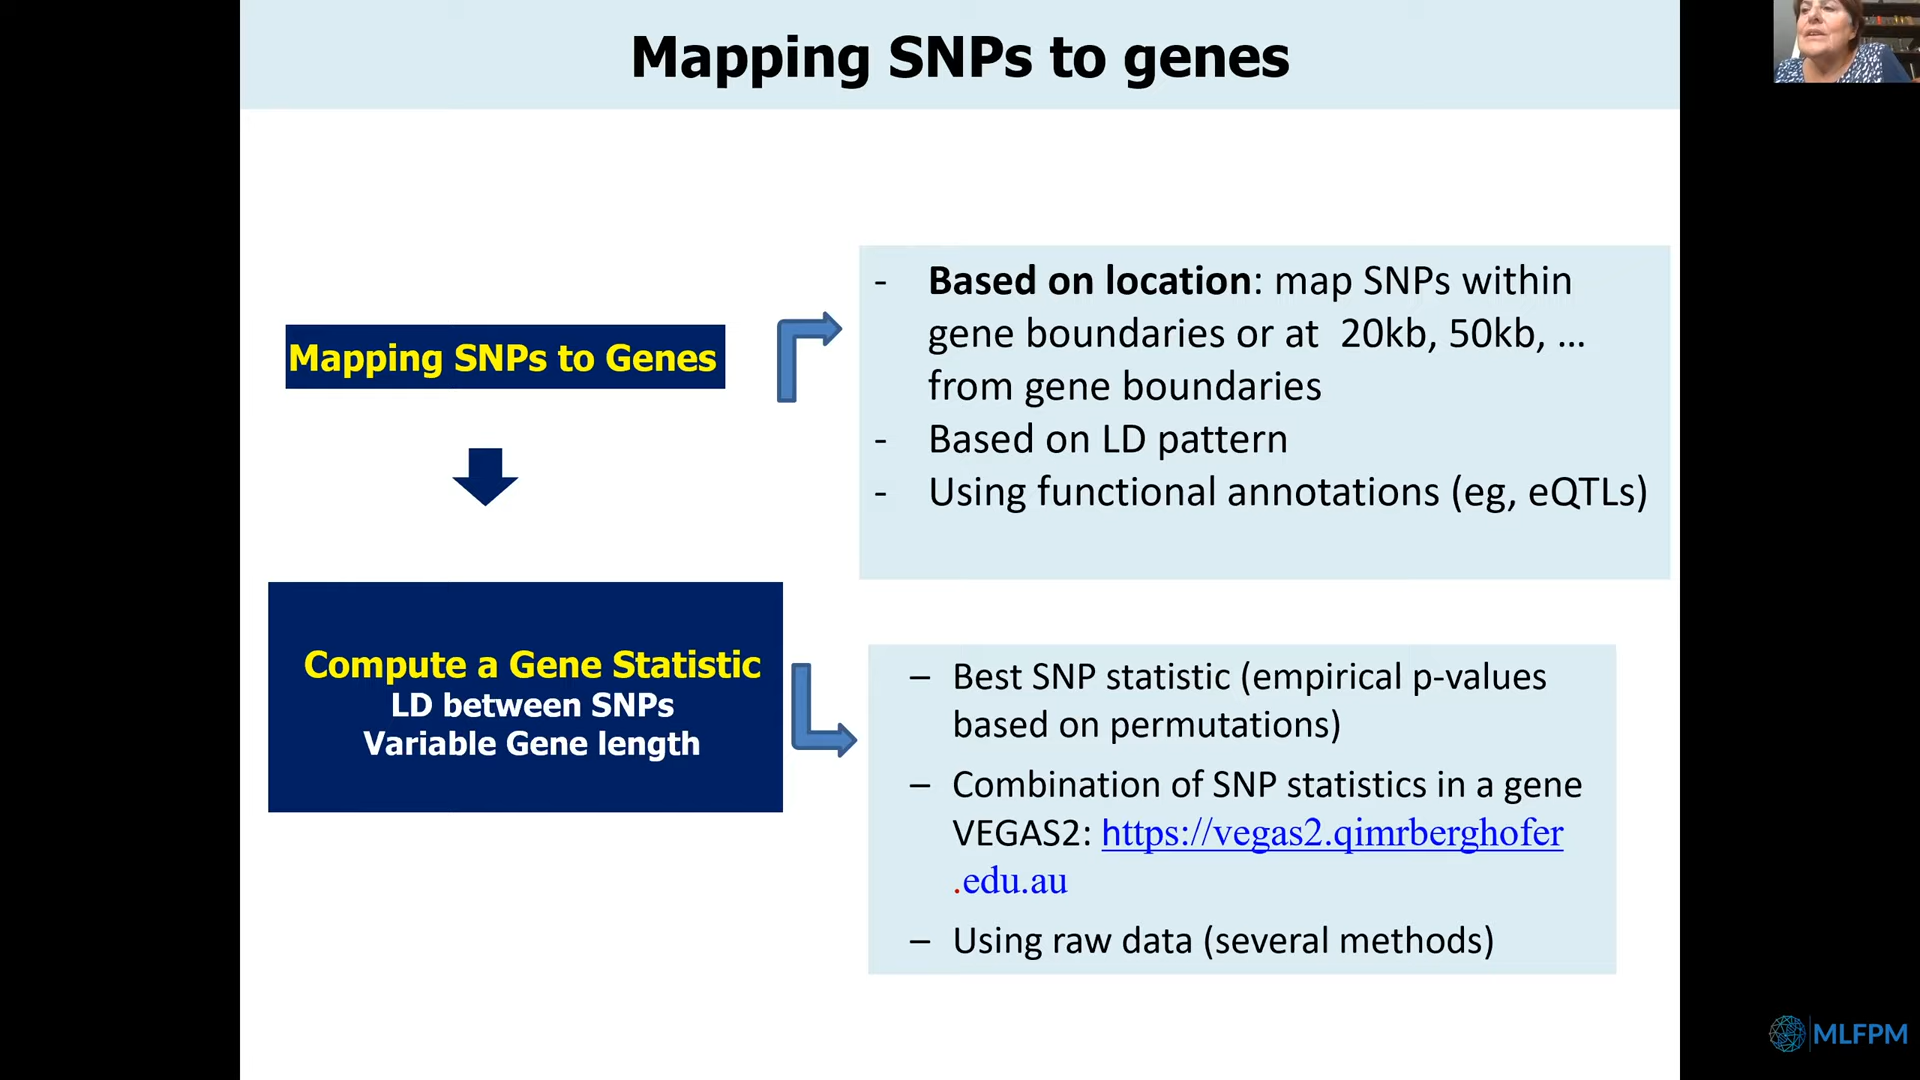 Mapping SNPs to genes
Mapping SNPs to Genes
- Based on location: map SNPs within
gene boundaries or at 20kb, 50kb, ...
from gene boundaries
- Based on LD pattern
- Using functional annotations (eg, eQTLs)
Compute a Gene Statistic
LD between SNPs
Variable Gene length
– Best SNP statistic (empirical p-values
based on permutations)
– Combination of SNP statistics in a gene
VEGAS2: https://vegas2.qimrberghofer
.edu.au
– Using raw data (several methods)
MLFPM